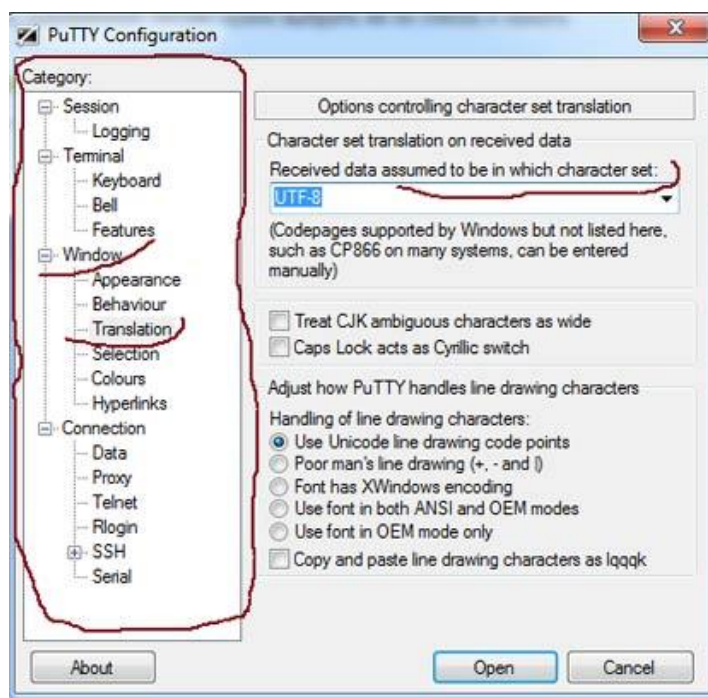 PuTTY Configuration
Category:
Session
Logging
Terminal
Keyboard
Bell
Features
Window
Appearance
Behaviour
Translation
Selection
Colours
Hyperlinks
Connection
Data
Proxy
Telnet
Rlogin
SSH
Serial
Options controlling character set translation
Character set translation on received data
Received data assumed to be in which character set:
UTF-8
(Codepages supported by Windows but not listed here,
such as CP866 on many systems, can be entered
manually)
Treat CJK ambiguous characters as wide
Caps Lock acts as Cyrillic switch
Adjust how PuTTY handles line drawing characters
Handling of line drawing characters:
Use Unicode line drawing code points
Poor man's line drawing (+, - and |)
Font has XWindows encoding
Use font in both ANSI and OEM modes
Use font in OEM mode only
Copy and paste line drawing characters as lqqqk
About
Open
Cancel